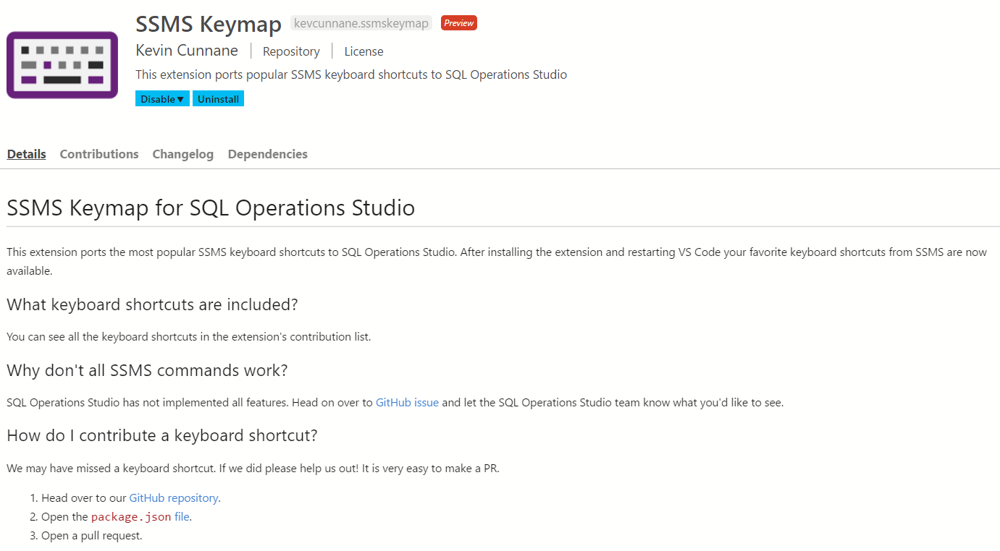 SSMS Keymap kevcunnane.ssmskeymap Preview
Kevin Cunnane Repository License
This extension ports popular SSMS keyboard shortcuts to SQL Operations Studio
Disable▼ Uninstall
Details Contributions Changelog Dependencies
SSMS Keymap for SQL Operations Studio
This extension ports the most popular SSMS keyboard shortcuts to SQL Operations Studio. After installing the extension and restarting VS Code your favorite keyboard shortcuts from SSMS are now
available.
What keyboard shortcuts are included?
You can see all the keyboard shortcuts in the extension's contribution list.
Why don't all SSMS commands work?
SQL Operations Studio has not implemented all features. Head on over to GitHub issue and let the SQL Operations Studio team know what you'd like to see.
How do I contribute a keyboard shortcut?
We may have missed a keyboard shortcut. If we did please help us out! It is very easy to make a PR.
1. Head over to our GitHub repository.
2. Open the package.json file.
3. Open a pull request.